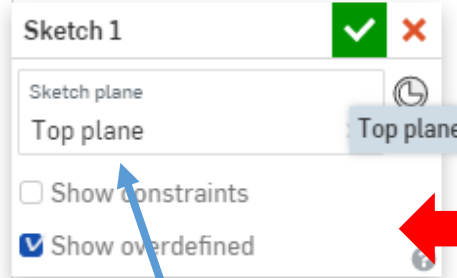 Sketch 1
Sketch plane
Top plane
Top plane
Show constraints
Show overdefined
?